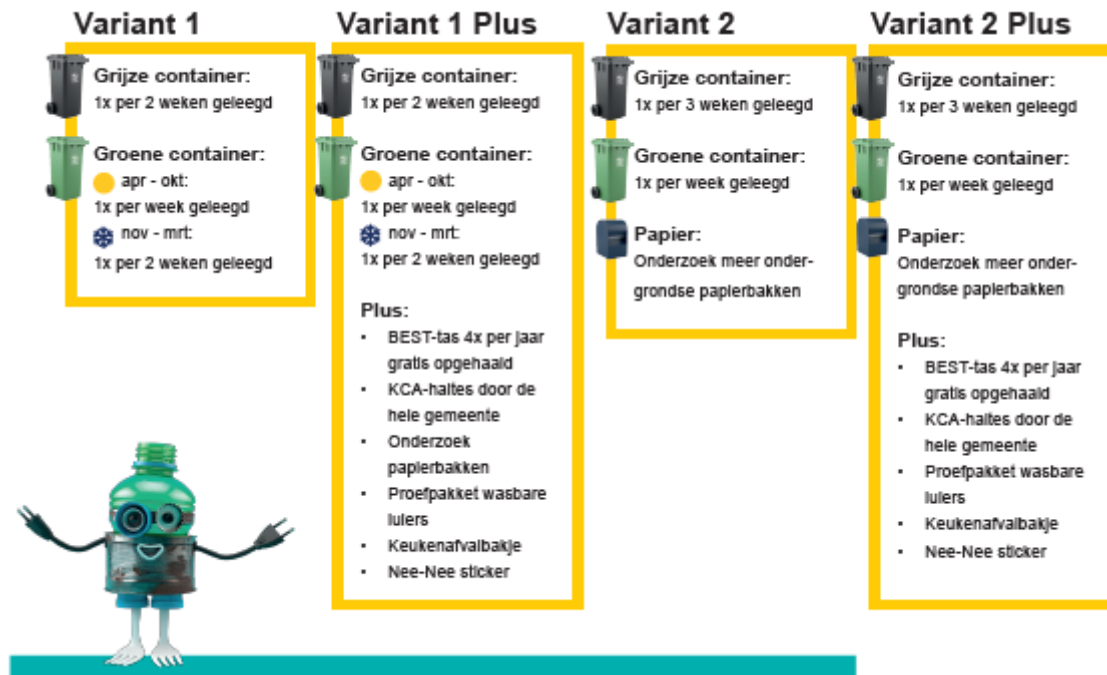 Variant 1
Grijze container:
1x per 2 weken geleegd
Groene container:
apr - okt:
1x per week geleegd
nov - mrt:
1x per 2 weken geleegd
Variant 1 Plus
Grijze container:
1x per 2 weken geleegd
Groene container:
apr - okt:
1x per week geleegd
nov - mrt:
1x per 2 weken geleegd
Plus:
• BEST-tas 4x per jaar
gratis opgehaald
• KCA-haltes door de
hele gemeente
• Onderzoek
papierbakken
• Proefpakket wasbare
luiers
• Keukenafvalbakje
• Nee-Nee sticker
Variant 2
Grijze container:
1x per 3 weken geleegd
Groene container:
1x per week geleegd
Papier:
Onderzoek meer onder-
grondse papierbakken
Variant 2 Plus
Grijze container:
1x per 3 weken geleegd
Groene container:
1x per week geleegd
Papier:
Onderzoek meer onder-
grondse papierbakken
Plus:
• BEST-tas 4x per jaar
gratis opgehaald
• KCA-haltes door de
hele gemeente
• Proefpakket wasbare
luiers
• Keukenafvalbakje
• Nee-Nee sticker